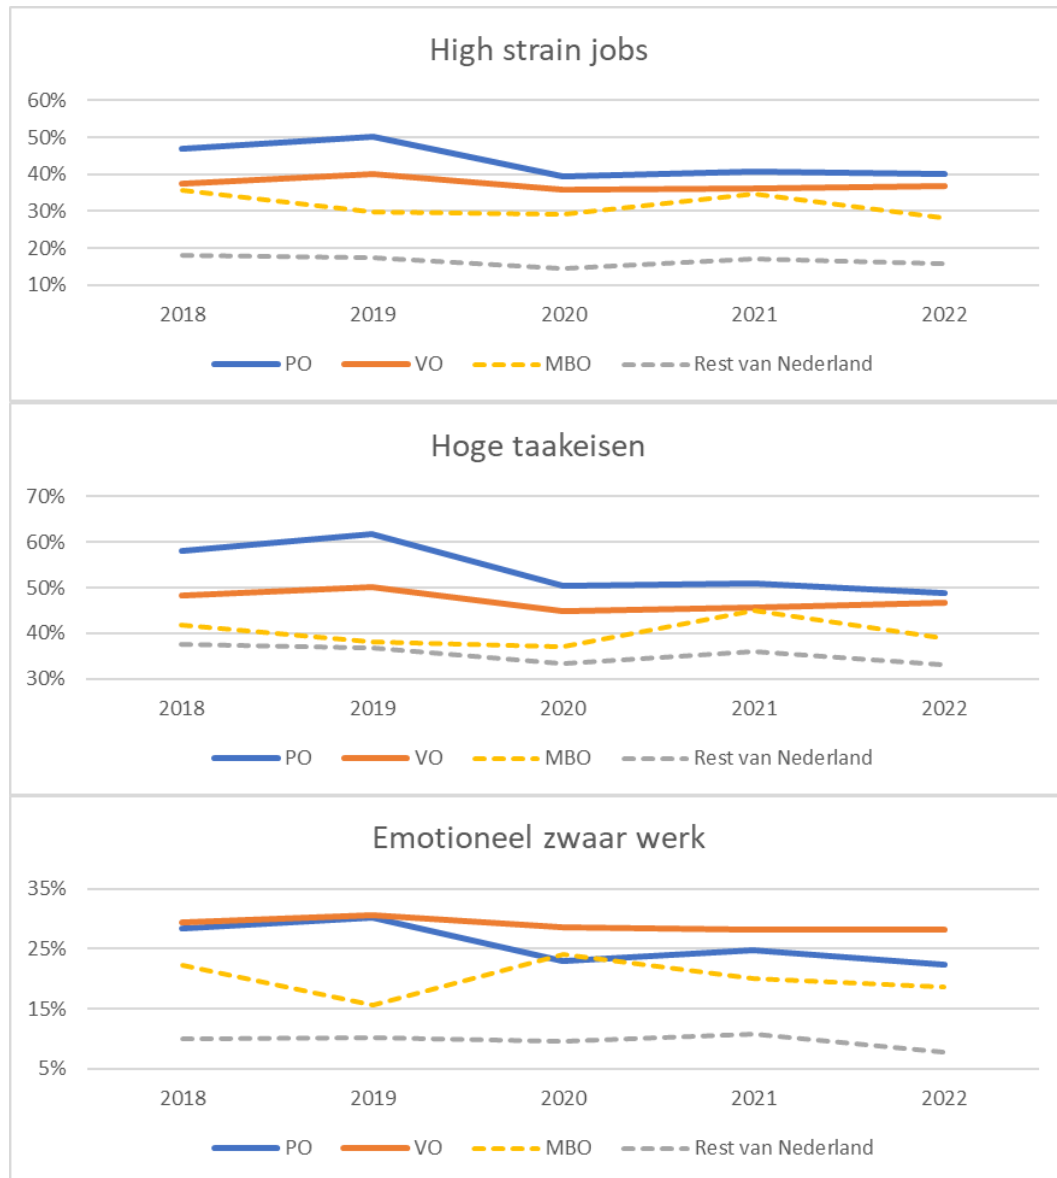 High strain jobs
60%
50%
40%
30%
20%
10%
2018 2019 2020 2021 2022
PO VO MBO Rest van Nederland
Hoge taakeisen
70%
60%
50%
40%
30%
2018 2019 2020 2021 2022
PO VO MBO Rest van Nederland
Emotioneel zwaar werk
35%
25%
15%
5%
2018 2019 2020 2021 2022
PO VO MBO Rest van Nederland